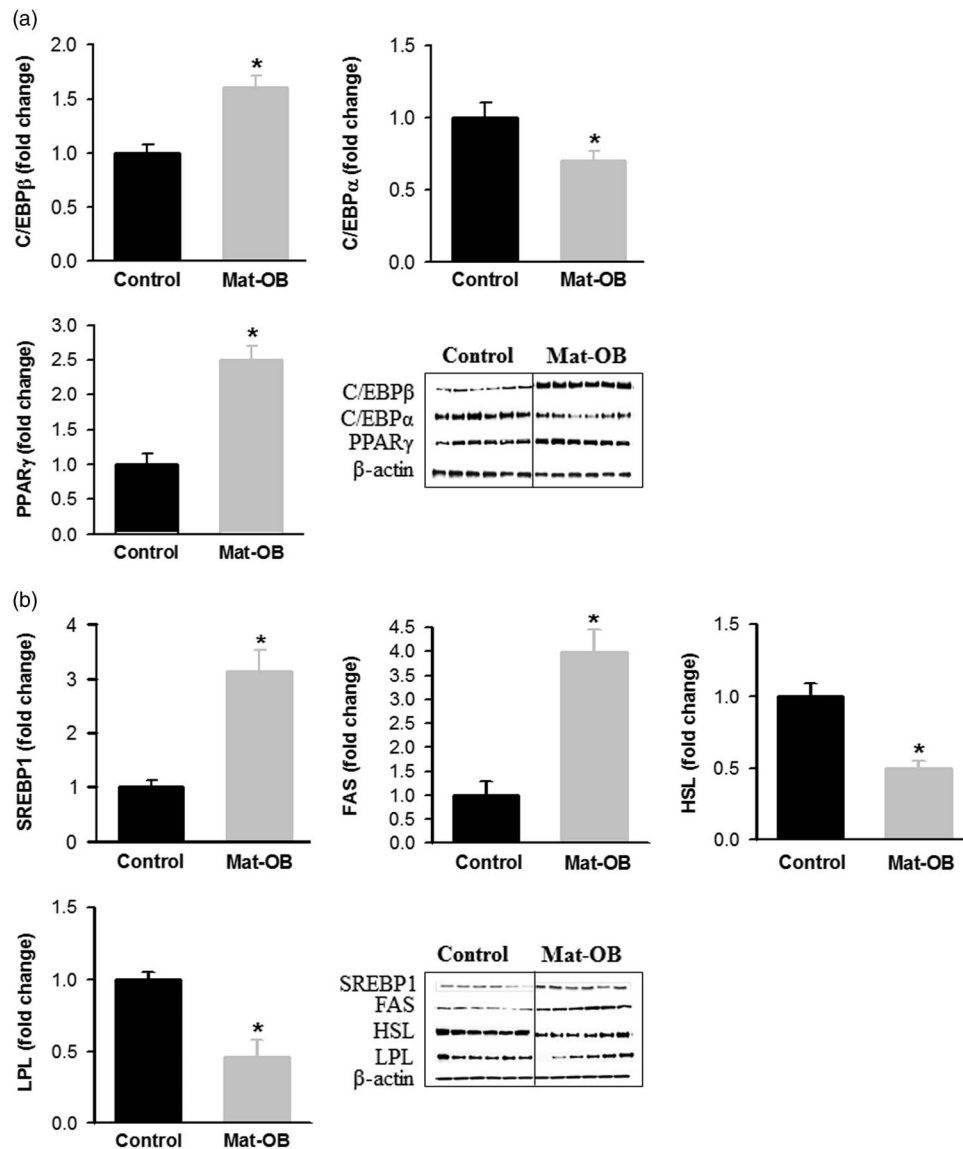 (a)
C/EBPβ (fold change)
2.0
1.5
1.0
0.5
0.0
*
Control Mat-OB
C/EBPα (fold change)
1.5
1.0
0.5
0.0
*
Control Mat-OB
PPARγ (fold change)
3.0
2.5
2.0
1.5
1.0
0.5
0.0
*
Control Mat-OB
Control Mat-OB
C/EBPβ
C/EBPα
PPARγ
β-actin
(b)
SREBP1 (fold change)
4
3
2
1
0
*
Control Mat-OB
FAS (fold change)
4.5
4.0
3.5
3.0
2.5
2.0
1.5
1.0
0.5
0.0
*
Control Mat-OB
HSL (fold change)
1.5
1.0
0.5
0.0
*
Control Mat-OB
LPL (fold change)
1.5
1.0
0.5
0.0
*
Control Mat-OB
Control Mat-OB
SREBP1
FAS
HSL
LPL
β-actin